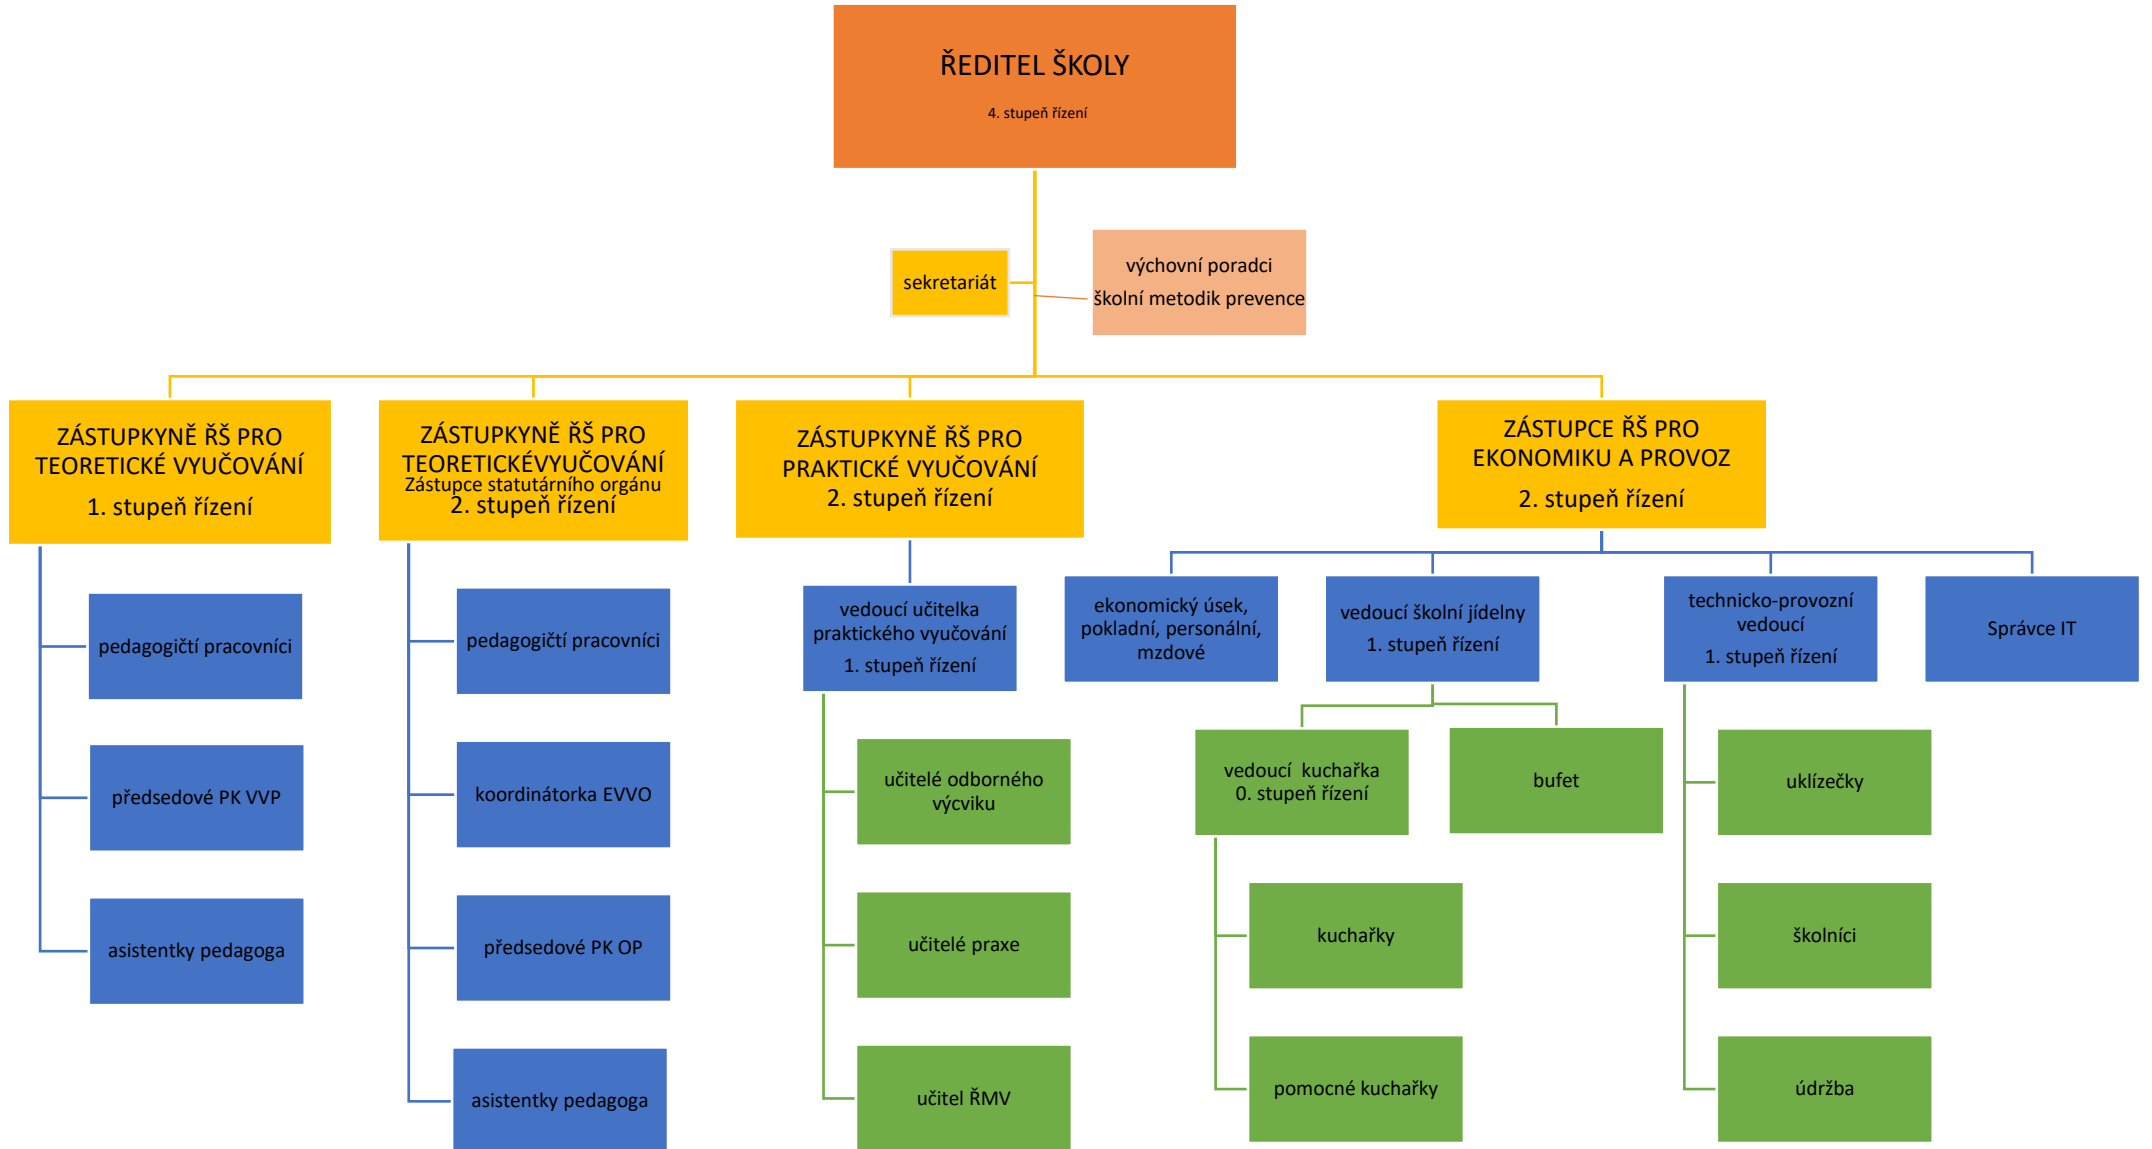 ŘEDITEL ŠKOLY
4. stupeň řízení
sekretariát
výchovní poradci
školní metodik prevence
ZÁSTUPKYNĚ ŘŠ PRO
TEORETICKÉ VYUČOVÁNÍ
1. stupeň řízení
ZÁSTUPKYNĚ ŘŠ PRO
TEORETICKÉVYUČOVÁNÍ
Zástupce statutárního orgánu
2. stupeň řízení
ZÁSTUPKYNĚ ŘŠ PRO
PRAKTICKÉ VYUČOVÁNÍ
2. stupeň řízení
ZÁSTUPCE ŘŠ PRO
EKONOMIKU A PROVOZ
2. stupeň řízení
pedagogičtí pracovníci
předsedové PK VVP
asistentky pedagoga
pedagogičtí pracovníci
koordinátorka EVVO
předsedové PK OP
asistentky pedagoga
vedoucí učitelka
praktického vyučování
1. stupeň řízení
učitelé odborného
výcviku
učitelé praxe
učitel ŘMV
ekonomický úsek,
pokladní, personální,
mzdové
vedoucí školní jídelny
1. stupeň řízení
vedoucí kuchařka
0. stupeň řízení
kuchařky
pomocné kuchařky
bufet
technicko-provozní
vedoucí
1. stupeň řízení
uklízečky
školníci
údržba
Správce IT